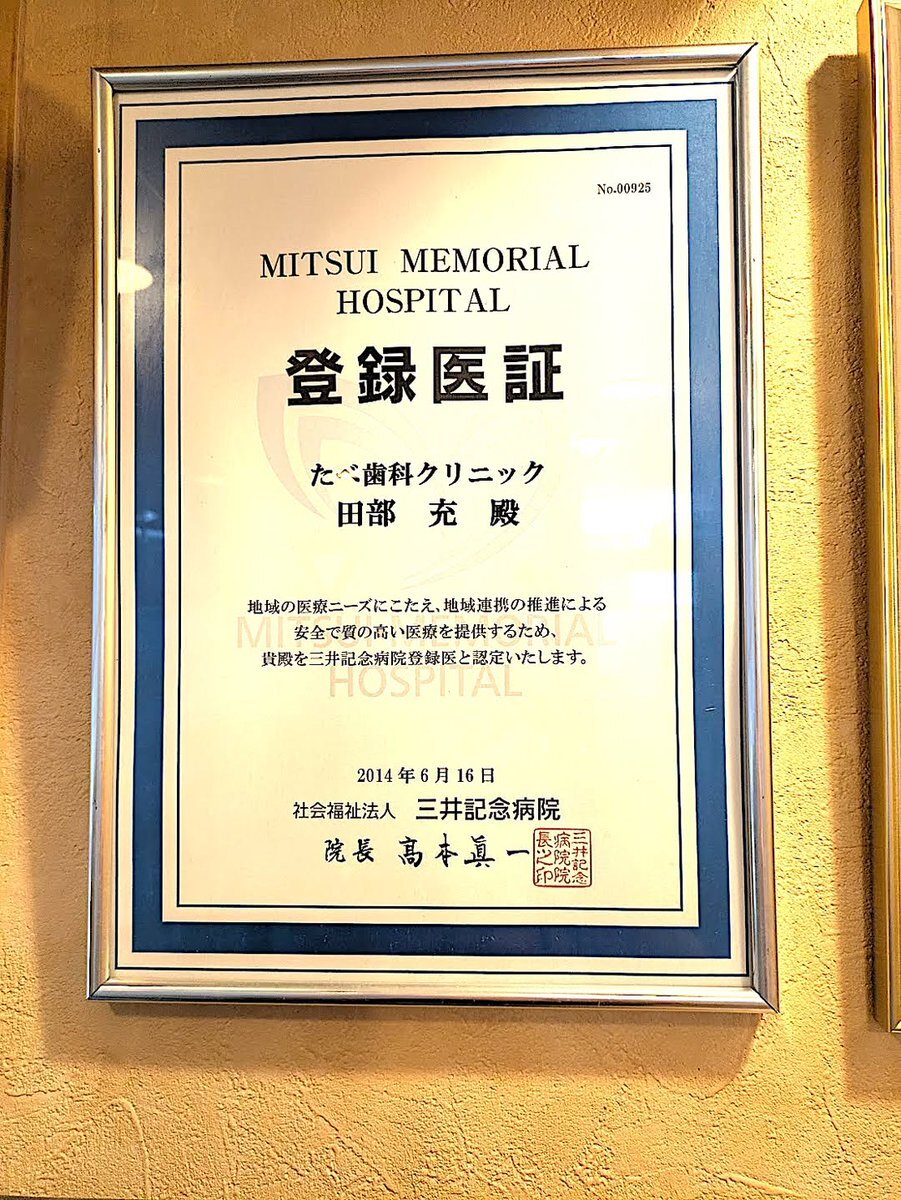 No.00925
MITSUI MEMORIAL
HOSPITAL
登録医証
たべ歯科クリニック
田部 充 殿
地域の医療ニーズにこたえ、地域連携の推進による
安全で質の高い医療を提供するため、
貴殿を三井記念病院登録医と認定いたします。
MITSUI MEMORIAL
HOSPITAL
2014年6月16日
社会福祉法人 三井記念病院
院長 高本眞一
三井記念
病院院
長之印